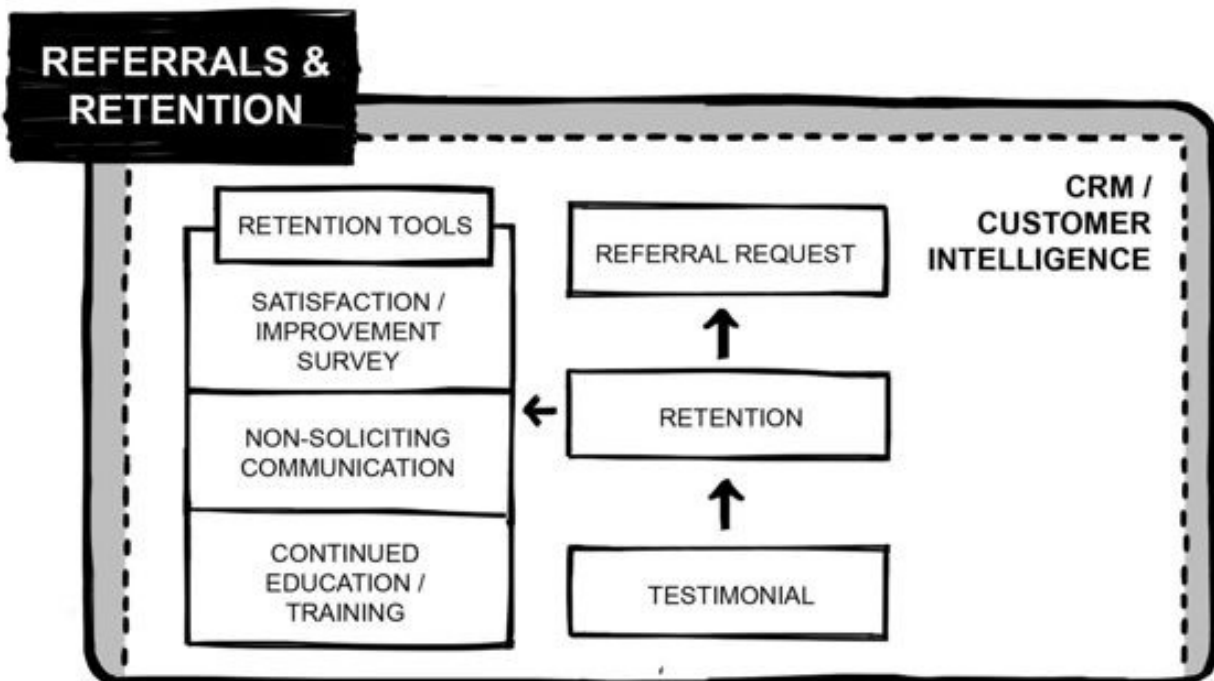 REFERRALS &
RETENTION
CRM /
CUSTOMER
INTELLIGENCE
RETENTION TOOLS
SATISFACTION /
IMPROVEMENT
SURVEY
NON-SOLICITING
COMMUNICATION
CONTINUED
EDUCATION /
TRAINING
REFERRAL REQUEST
RETENTION
TESTIMONIAL